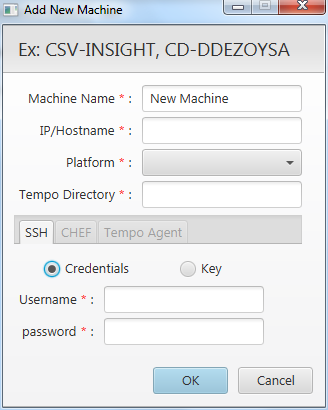 Add New Machine
Ex: CSV-INSIGHT, CD-DDEZOYSA
Machine Name * : New Machine
IP/Hostname * :
Platform * :
Tempo Directory * :
SSH CHEF Tempo Agent
Credentials Key
Username * :
password * :
OK Cancel